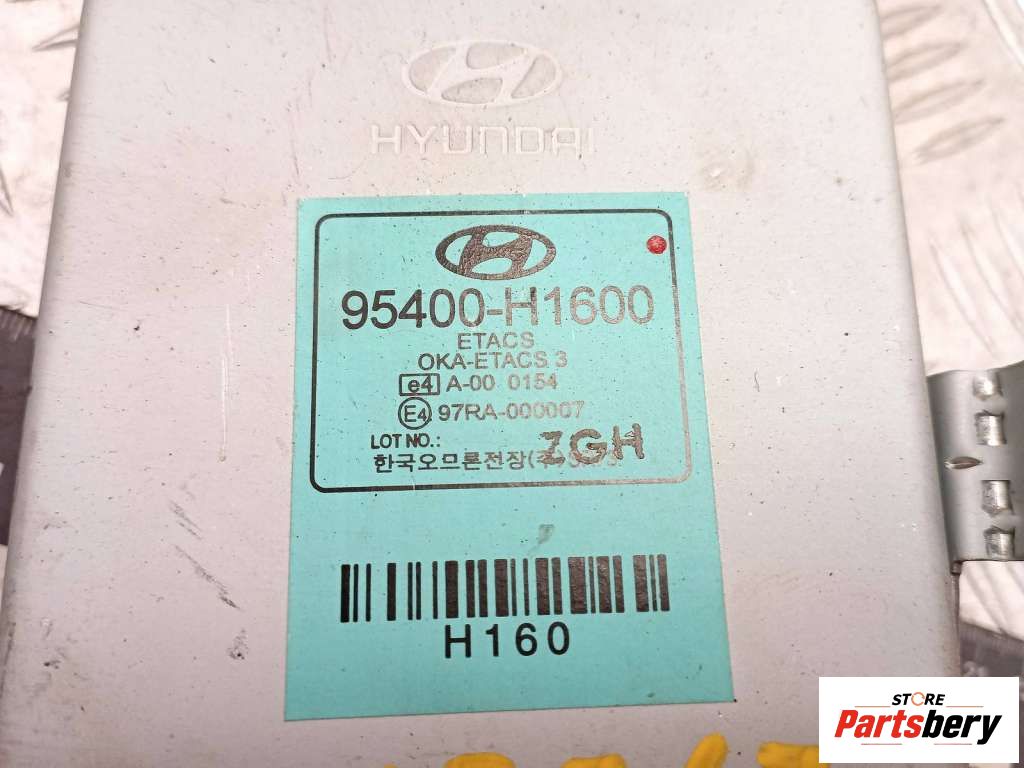 HYUNDAI
95400-H1600
ETACS
OKA-ETACS 3
e4 A-00 0154
E4 97RA-000007
LOT NO.: ZGH
한국오므론전장(주)
H160
STORE
Partsbery